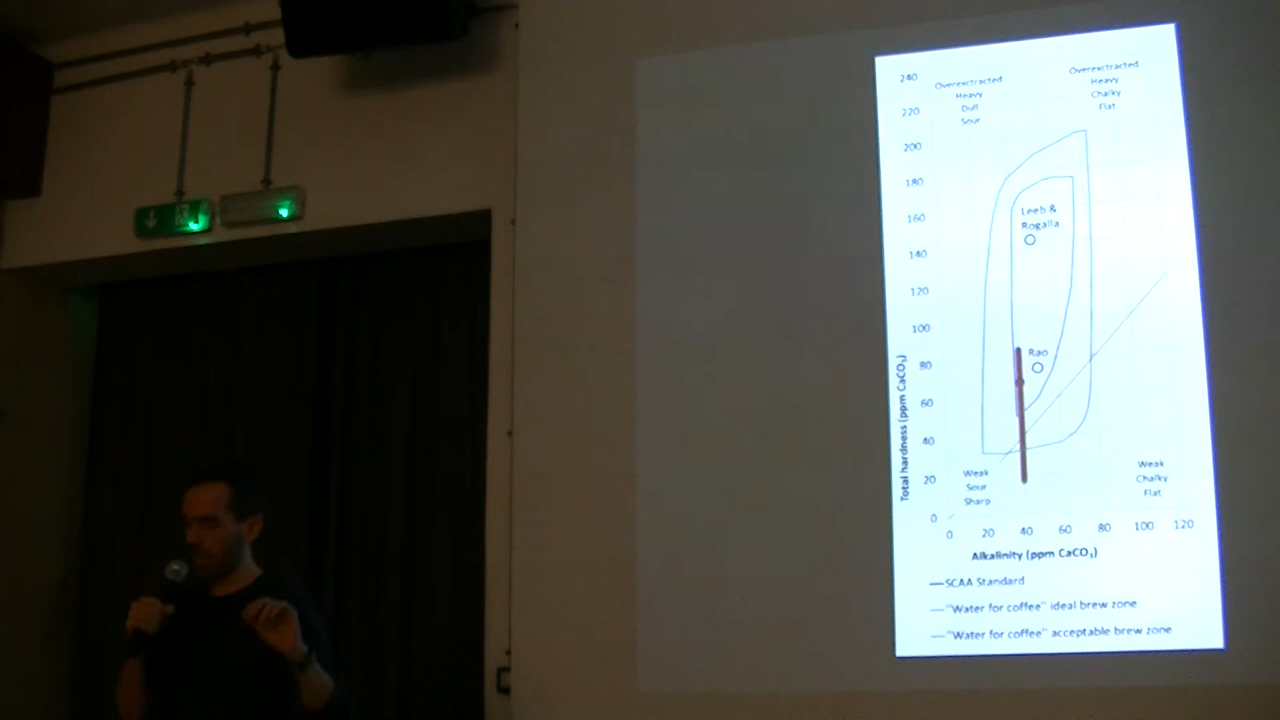 240
220
200
180
160
140
120
100
80
60
40
20
0
Total hardness (ppm CaCO₃)
Overexctracted
Heavy
Dull
Sour
Overexctracted
Heavy
Chalky
Flat
Leeb &
Rogalla
Rao
Weak
Sour
Sharp
Weak
Chalky
Flat
0 20 40 60 80 100 120
Alkalinity (ppm CaCO₃)
SCAA Standard
"Water for coffee" ideal brew zone
"Water for coffee" acceptable brew zone